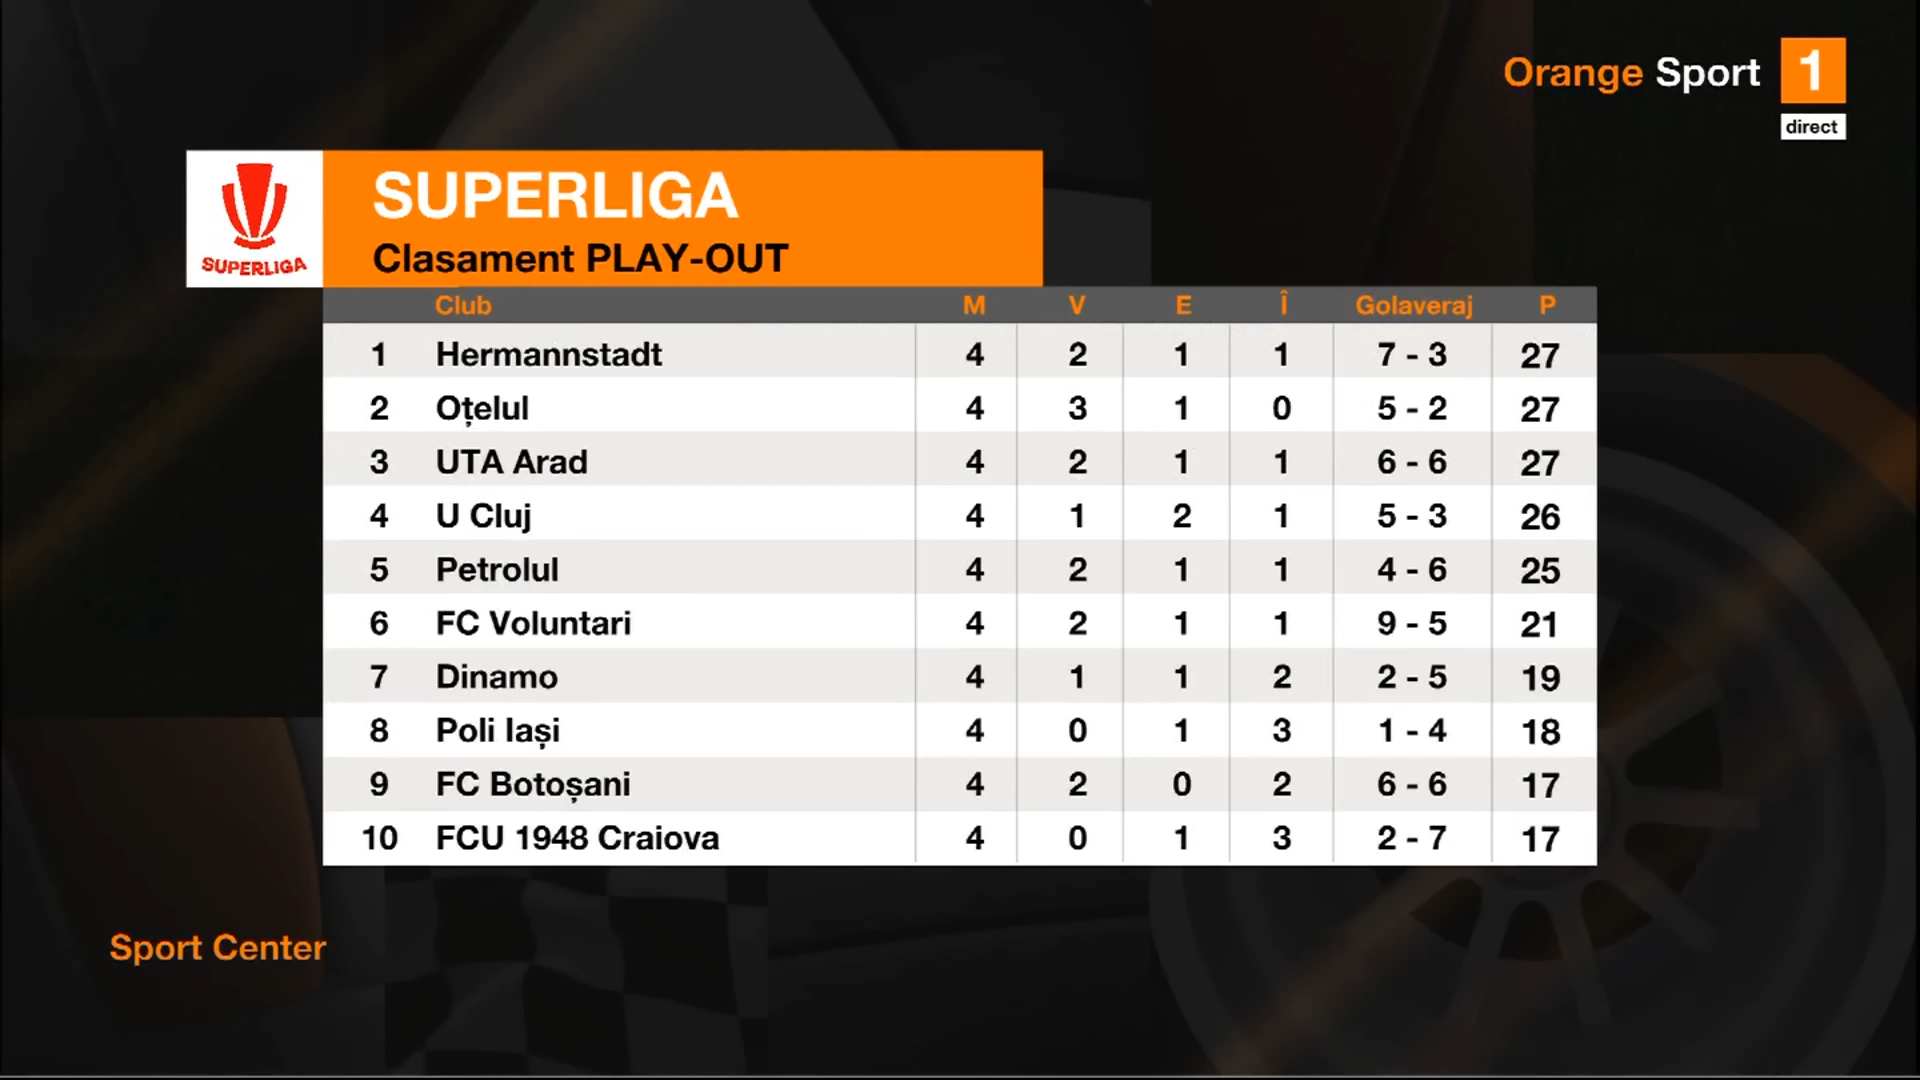 Orange Sport 1
direct
SUPERLIGA
SUPERLIGA
Clasament PLAY-OUT
Club M V E Î Golaveraj P
1 Hermannstadt 4 2 1 1 7 - 3 27
2 Oțelul 4 3 1 0 5 - 2 27
3 UTA Arad 4 2 1 1 6 - 6 27
4 U Cluj 4 1 2 1 5 - 3 26
5 Petrolul 4 2 1 1 4 - 6 25
6 FC Voluntari 4 2 1 1 9 - 5 21
7 Dinamo 4 1 1 2 2 - 5 19
8 Poli Iași 4 0 1 3 1 - 4 18
9 FC Botoșani 4 2 0 2 6 - 6 17
10 FCU 1948 Craiova 4 0 1 3 2 - 7 17
Sport Center